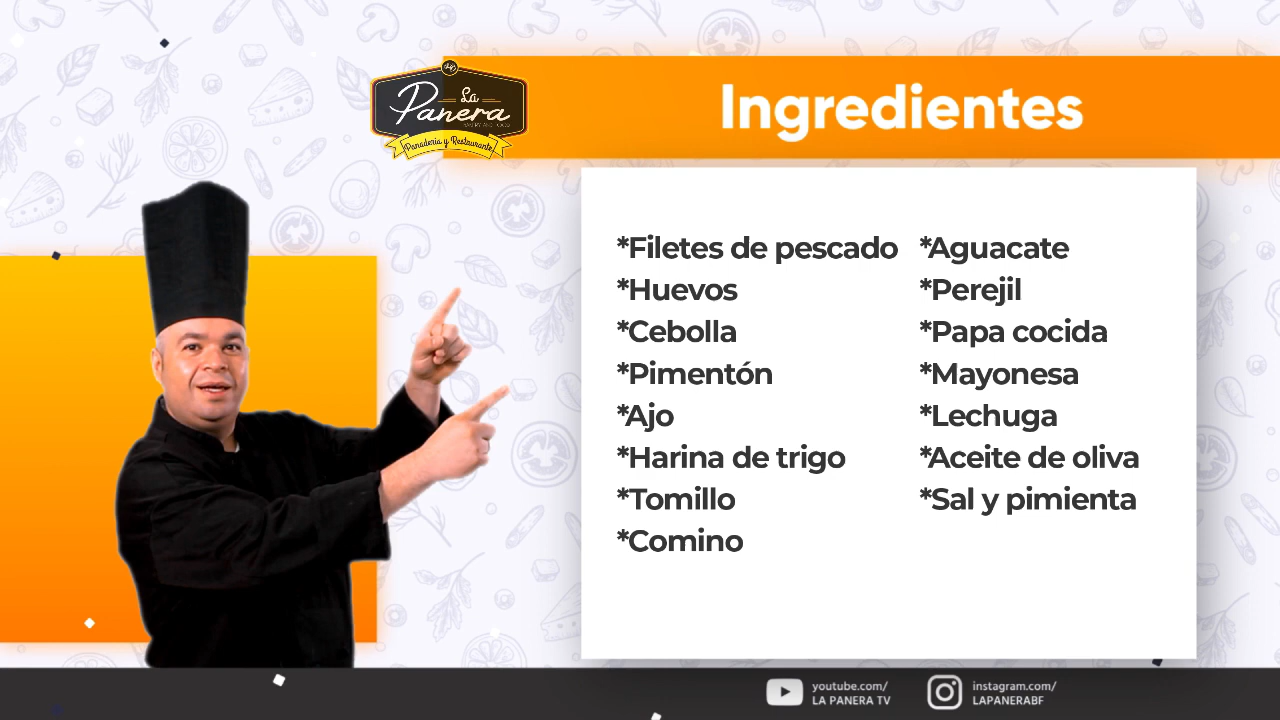 La
Panera
Panadería y Restaurante
Ingredientes
*Filetes de pescado
*Huevos
*Cebolla
*Pimentón
*Ajo
*Harina de trigo
*Tomillo
*Comino
*Aguacate
*Perejil
*Papa cocida
*Mayonesa
*Lechuga
*Aceite de oliva
*Sal y pimienta
youtube.com/
LA PANERA TV
instagram.com/
LAPANERABF